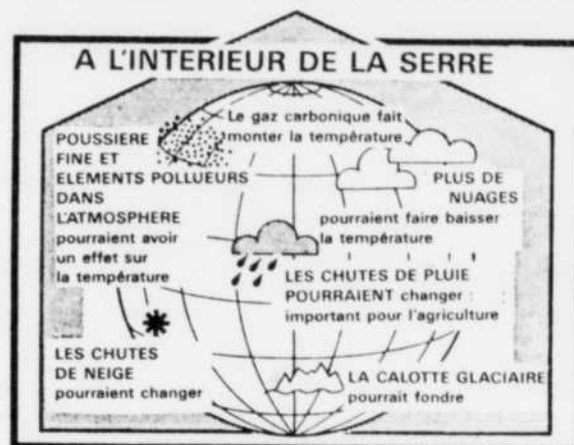 A L'INTERIEUR DE LA SERRE
Le gaz carbonique fait
monter la température
POUSSIERE
FINE ET
ELEMENTS POLLUEURS
DANS
L'ATMOSPHERE
pourraient avoir
un effet sur
la température
PLUS DE
NUAGES
pourraient faire baisser
la température
LES CHUTES DE PLUIE
POURRAIENT changer :
important pour l'agriculture
LES CHUTES
DE NEIGE
pourraient changer
LA CALOTTE GLACIAIRE
pourrait fondre